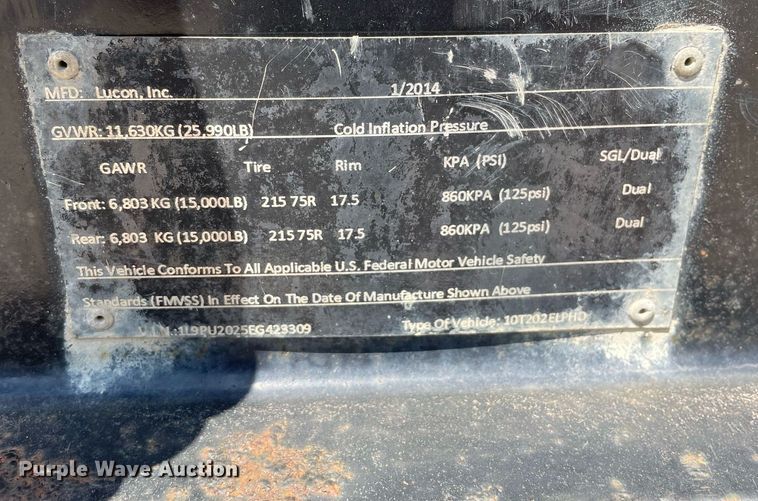 MFD: Lucon, Inc. 1/2014
GVWR: 11,630KG (25,990LB) Cold Inflation Pressure
GAWR Tire Rim KPA (PSI) SGL/Dual
Front: 6,803 KG (15,000LB) 215 75R 17.5 860KPA (125psi) Dual
Rear: 6,803 KG (15,000LB) 215 75R 17.5 860KPA (125psi) Dual
This Vehicle Conforms To All Applicable U.S. Federal Motor Vehicle Safety
Standards (FMVSS) In Effect On The Date Of Manufacture Shown Above
V.I.N.:1L9PU2025EG423309 Type Of Vehicle: 10T202ELPHD
Purple Wave Auction